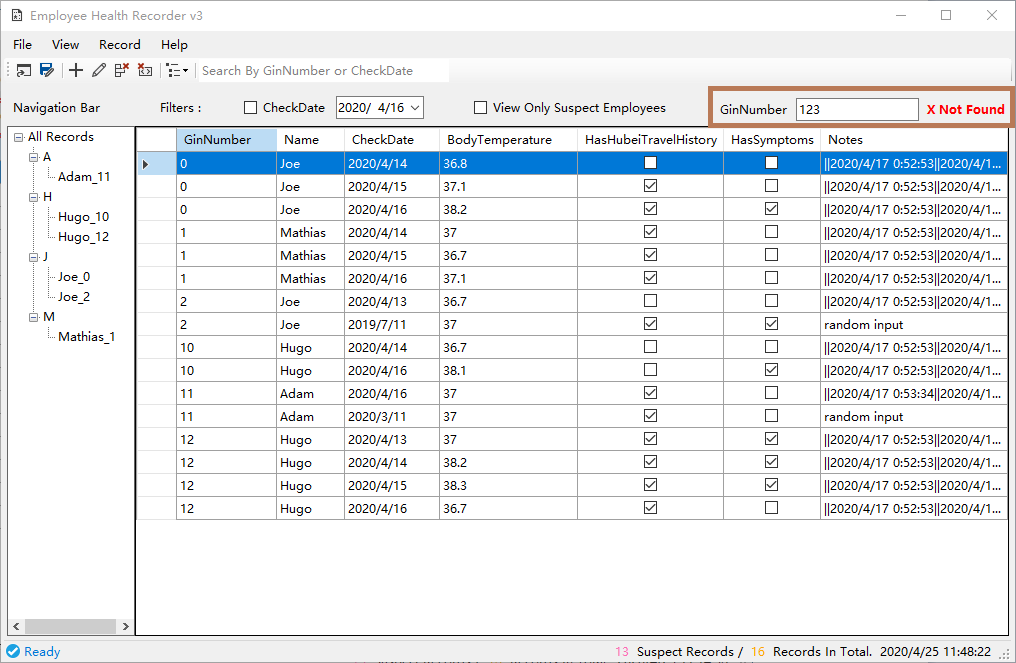 Employee Health Recorder v3
File View Record Help
Search By GinNumber or CheckDate
Navigation Bar Filters : CheckDate 2020/ 4/16 View Only Suspect Employees GinNumber 123 X Not Found
All Records
A
Adam_11
H
Hugo_10
Hugo_12
J
Joe_0
Joe_2
M
Mathias_1
GinNumber Name CheckDate BodyTemperature HasHubeiTravelHistory HasSymptoms Notes
0 Joe 2020/4/14 36.8 ||2020/4/17 0:52:53||2020/4/1...
0 Joe 2020/4/15 37.1 ||2020/4/17 0:52:53||2020/4/1...
0 Joe 2020/4/16 38.2 ||2020/4/17 0:52:53||2020/4/1...
1 Mathias 2020/4/14 37 ||2020/4/17 0:52:53||2020/4/1...
1 Mathias 2020/4/15 36.7 ||2020/4/17 0:52:53||2020/4/1...
1 Mathias 2020/4/16 37.1 ||2020/4/17 0:52:53||2020/4/1...
2 Joe 2020/4/13 36.7 ||2020/4/17 0:52:53||2020/4/1...
2 Joe 2019/7/11 37 random input
10 Hugo 2020/4/14 36.7 ||2020/4/17 0:52:53||2020/4/1...
10 Hugo 2020/4/16 38.1 ||2020/4/17 0:52:53||2020/4/1...
11 Adam 2020/4/16 37 ||2020/4/17 0:53:34||2020/4/1...
11 Adam 2020/3/11 37 random input
12 Hugo 2020/4/13 37 ||2020/4/17 0:52:53||2020/4/1...
12 Hugo 2020/4/14 38.2 ||2020/4/17 0:52:53||2020/4/1...
12 Hugo 2020/4/15 38.3 ||2020/4/17 0:52:53||2020/4/1...
12 Hugo 2020/4/16 36.7 ||2020/4/17 0:52:53||2020/4/1...
Ready 13 Suspect Records / 16 Records In Total. 2020/4/25 11:48:22